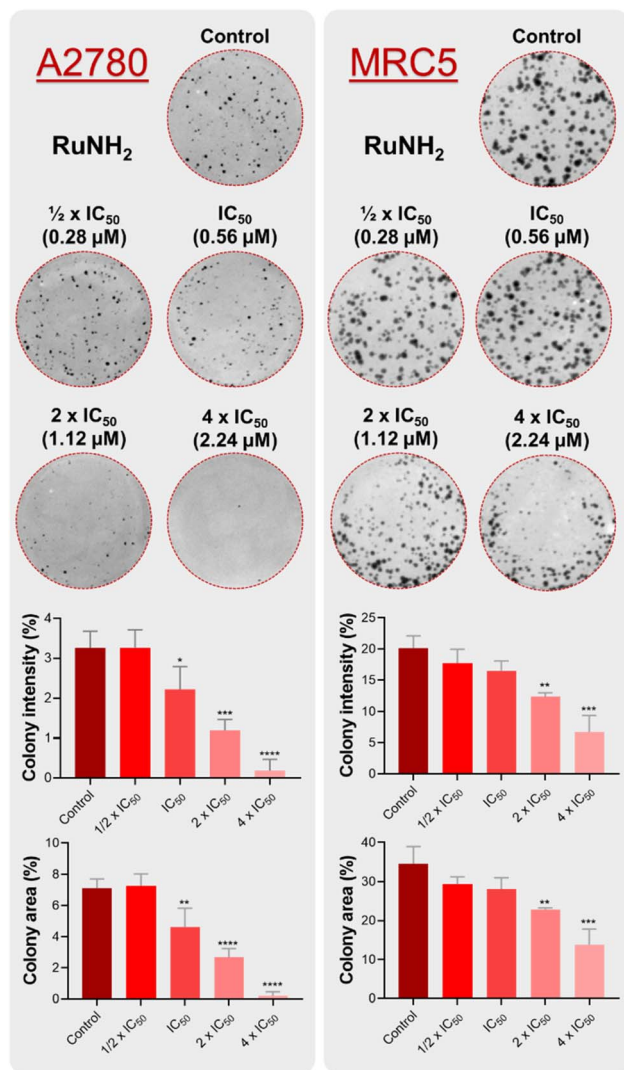 A2780
Control
RuNH₂
½ x IC₅₀
(0.28 µM)
IC₅₀
(0.56 µM)
2 x IC₅₀
(1.12 µM)
4 x IC₅₀
(2.24 µM)
Colony intensity (%)
4
3
2
1
0
*
***
****
Control
1/2 x IC₅₀
IC₅₀
2 x IC₅₀
4 x IC₅₀
Colony area (%)
8
6
4
2
0
**
****
****
Control
1/2 x IC₅₀
IC₅₀
2 x IC₅₀
4 x IC₅₀
MRC5
Control
RuNH₂
½ x IC₅₀
(0.28 µM)
IC₅₀
(0.56 µM)
2 x IC₅₀
(1.12 µM)
4 x IC₅₀
(2.24 µM)
Colony intensity (%)
25
20
15
10
5
0
**
***
Control
1/2 x IC₅₀
IC₅₀
2 x IC₅₀
4 x IC₅₀
Colony area (%)
40
30
20
10
0
**
***
Control
1/2 x IC₅₀
IC₅₀
2 x IC₅₀
4 x IC₅₀